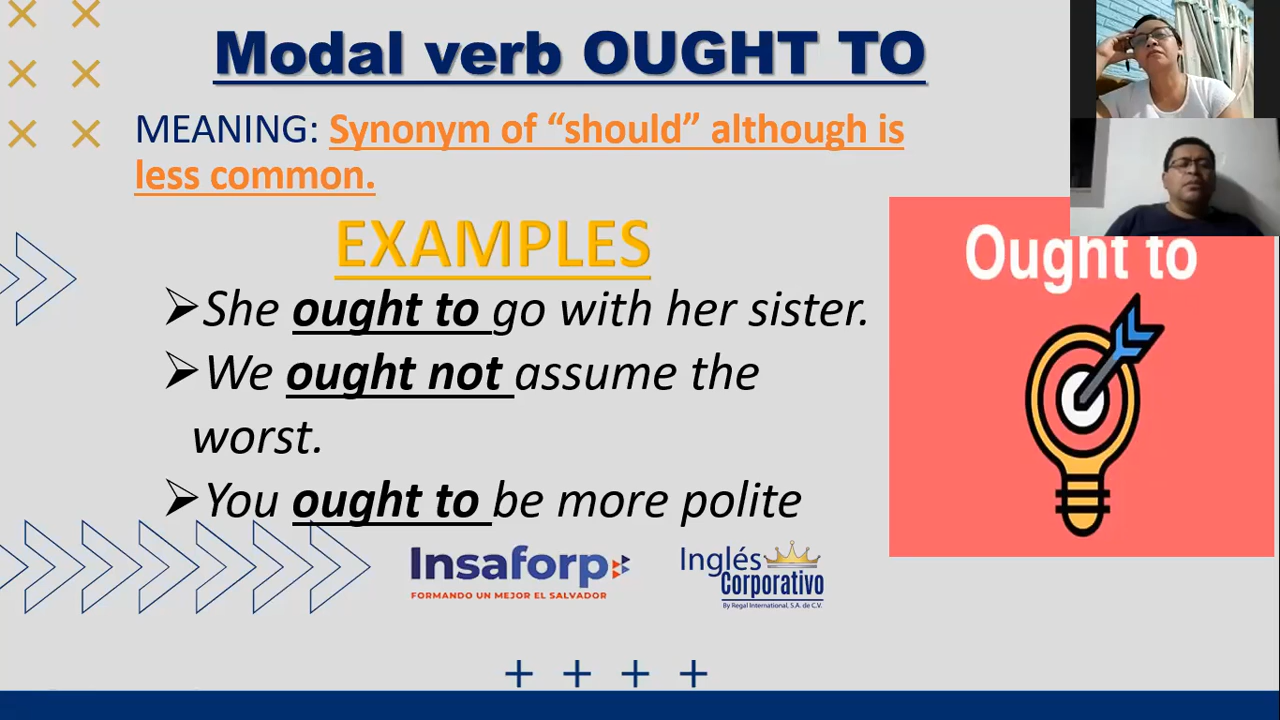 Modal verb OUGHT TO
MEANING: Synonym of “should” although is
less common.
EXAMPLES
➢She ought to go with her sister.
➢We ought not assume the
worst.
➢You ought to be more polite
Ought to
Insaforp
FORMANDO UN MEJOR EL SALVADOR
Inglés
Corporativo
By Regal International, S.A. de C.V.